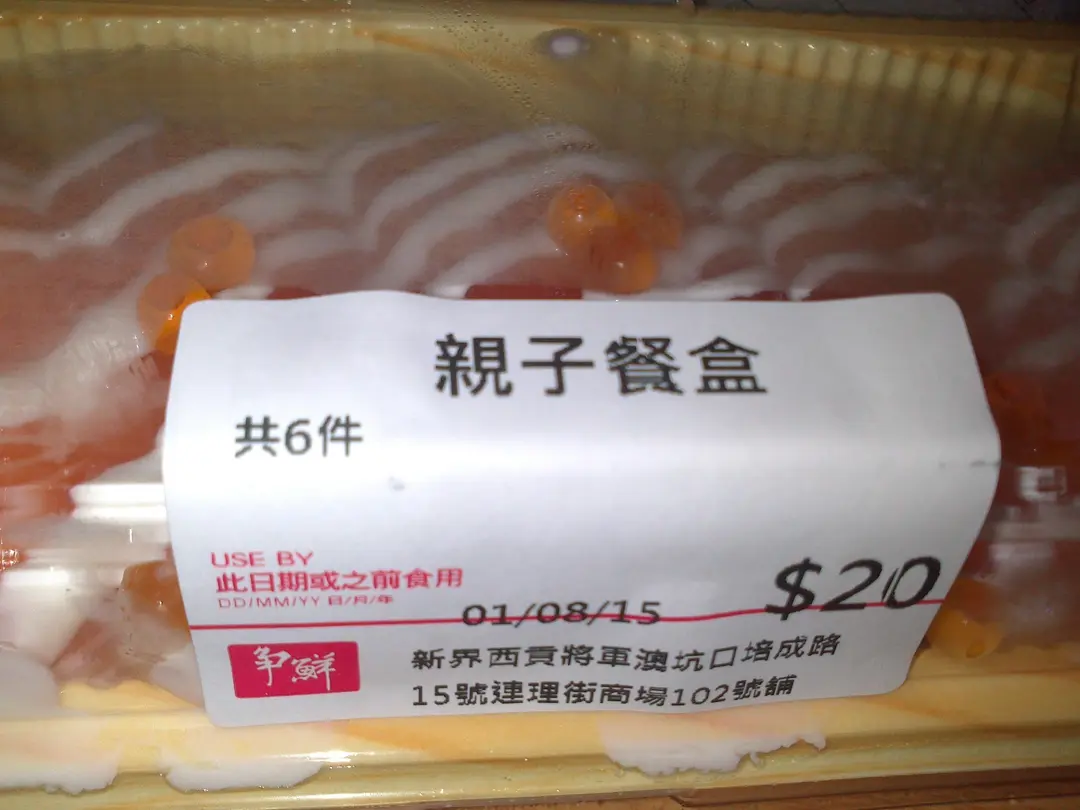 親子餐盒
共6件
USE BY
此日期或之前食用
DD/MM/YY 日/月/年
01/08/15
$20
争鮮
新界西貢將軍澳坑口培成路
15號連理街商場102號舖